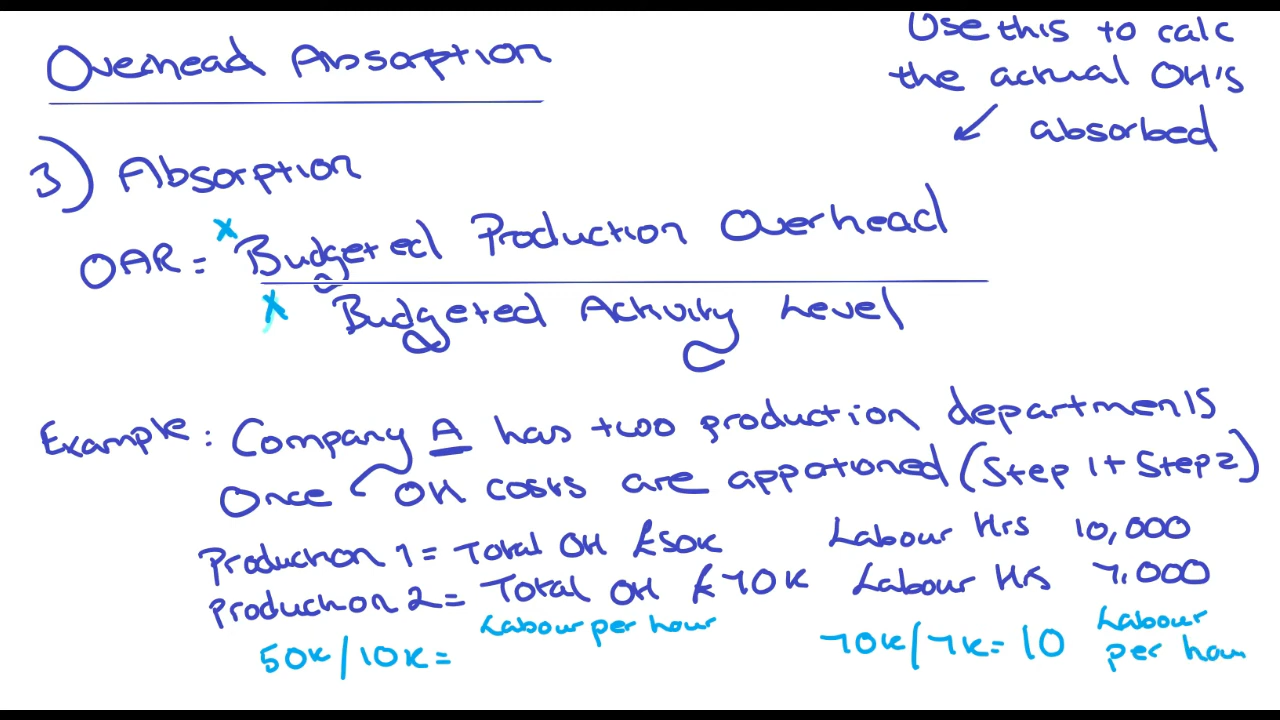 Overhead Absorption
Use this to calc
the actual OH's
absorbed
3) Absorption
OAR = x Budgeted Production Overhead
x Budgeted Activity Level
Example: Company A has two production departments
Once OH costs are appationed (Step 1 + Step 2)
Production 1 = Total OH £50K Labour Hrs 10,000
Production 2 = Total OH £70K Labour Hrs 7,000
Labour per hour
50K/10K =
70K/7K = 10 Labour
per hour